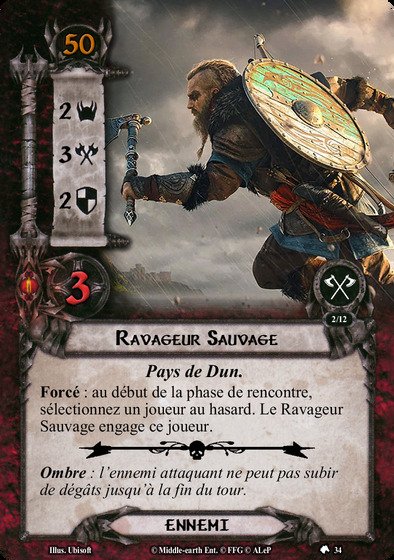 50
2
3
2
3
2/12
Ravageur Sauvage
Pays de Dun.
Forcé : au début de la phase de rencontre,
sélectionnez un joueur au hasard. Le Ravageur
Sauvage engage ce joueur.
Ombre : l’ennemi attaquant ne peut pas subir
de dégâts jusqu’à la fin du tour.
ENNEMI
Illus. Ubisoft © Middle-earth Ent. © FFG © ALeP 34